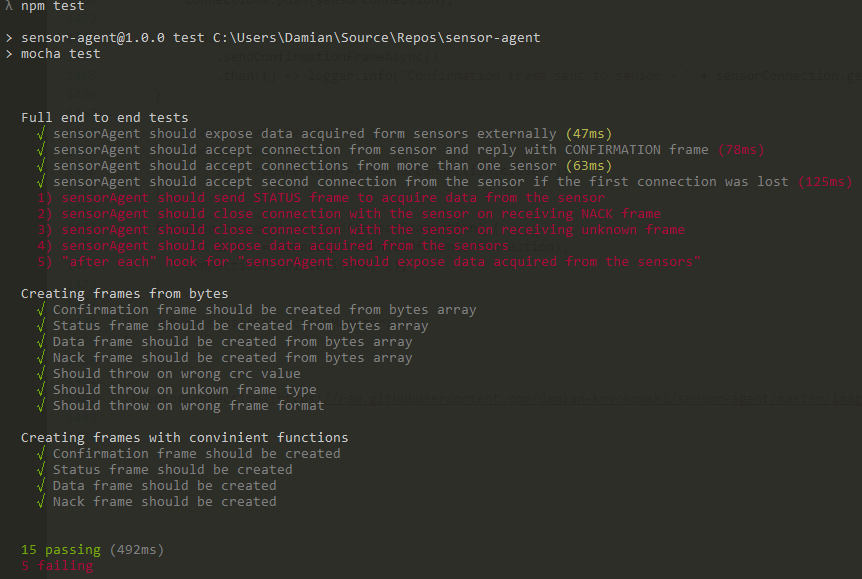 λ npm test
> sensor-agent@1.0.0 test C:\Users\Damian\Source\Repos\sensor-agent
> mocha test
Full end to end tests
√ sensorAgent should expose data acquired form sensors externally (47ms)
√ sensorAgent should accept connection from sensor and reply with CONFIRMATION frame (78ms)
√ sensorAgent should accept connections from more than one sensor (63ms)
√ sensorAgent should accept second connection from the sensor if the first connection was lost (125ms)
1) sensorAgent should send STATUS frame to acquire data from the sensor
2) sensorAgent should close connection with the sensor on receiving NACK frame
3) sensorAgent should close connection with the sensor on receiving unknown frame
4) sensorAgent should expose data acquired from the sensors
5) "after each" hook for "sensorAgent should expose data acquired from the sensors"
Creating frames from bytes
√ Confirmation frame should be created from bytes array
√ Status frame should be created from bytes array
√ Data frame should be created from bytes array
√ Nack frame should be created from bytes array
√ Should throw on wrong crc value
√ Should throw on unkown frame type
√ Should throw on wrong frame format
Creating frames with convinient functions
√ Confirmation frame should be created
√ Status frame should be created
√ Data frame should be created
√ Nack frame should be created
15 passing (492ms)
5 failing